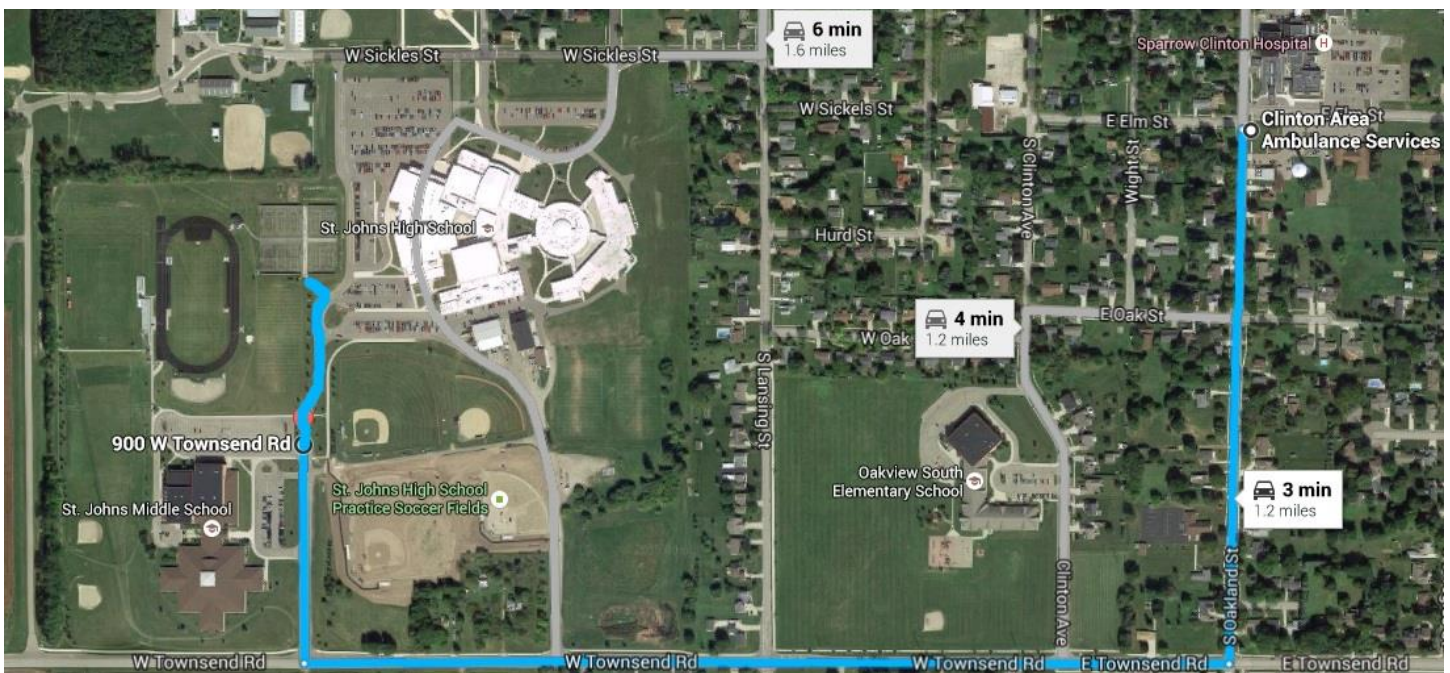 6 min
1.6 miles
Sparrow Clinton Hospital H
W Sickles St
W Sickles St
W Sickels St
E Elm St
E Elm St
Clinton Area
Ambulance Services
S Clinton Ave
Wight St
St. Johns High School
Hurd St
4 min
1.2 miles
E Oak St
W Oak
S Lansing St
900 W Townsend Rd
St. Johns High School
Practice Soccer Fields
Oakview South
Elementary School
3 min
1.2 miles
St. Johns Middle School
Clinton Ave
S Oakland St
W Townsend Rd
W Townsend Rd
W Townsend Rd
E Townsend Rd
E Townsend Rd